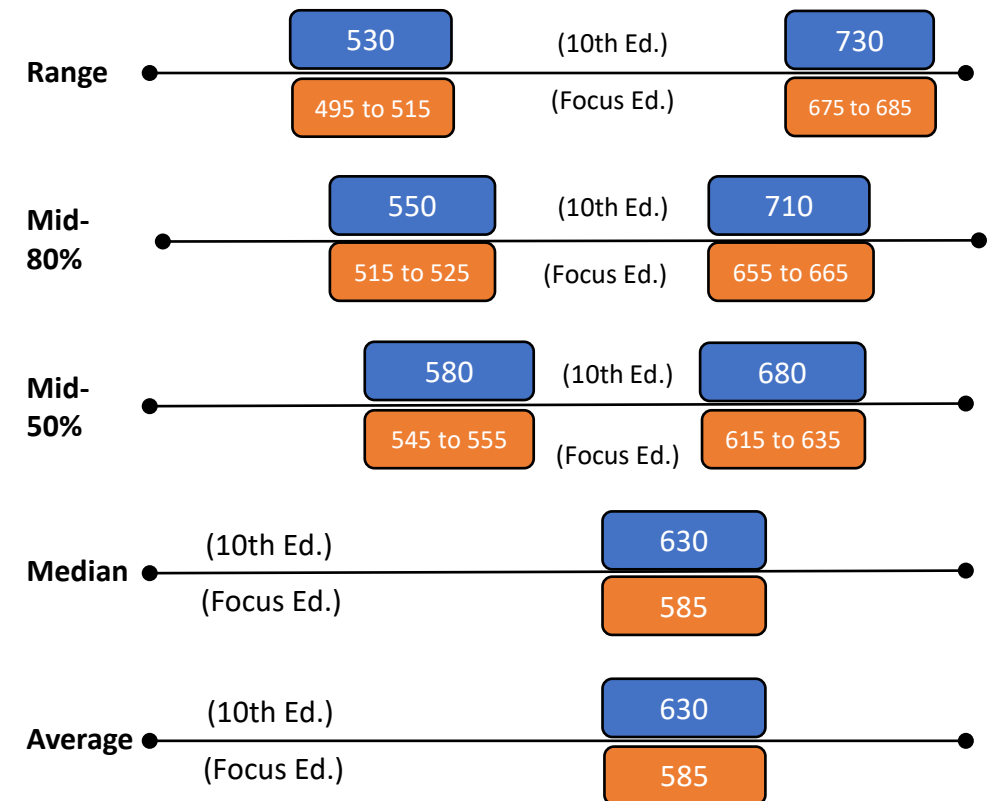 530 (10th Ed.) 730
Range
495 to 515 (Focus Ed.) 675 to 685
550 (10th Ed.) 710
Mid-
80%
515 to 525 (Focus Ed.) 655 to 665
580 (10th Ed.) 680
Mid-
50%
545 to 555 (Focus Ed.) 615 to 635
(10th Ed.) 630
Median
(Focus Ed.) 585
(10th Ed.) 630
Average
(Focus Ed.) 585